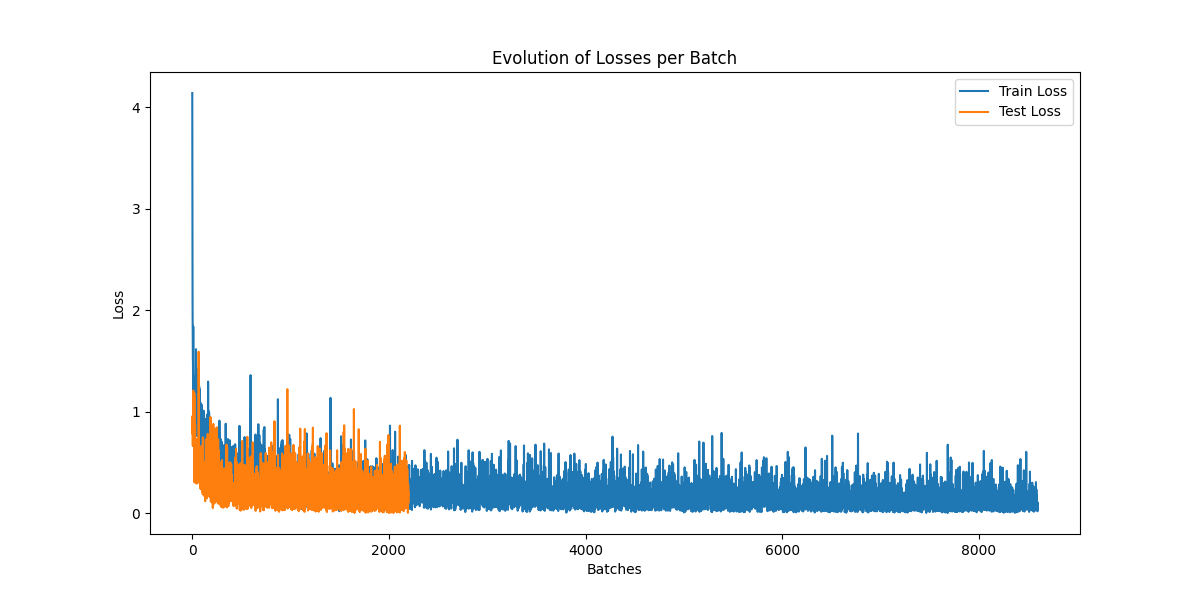 Evolution of Losses per Batch
Train Loss
Test Loss
4
3
2
1
0
Loss
0 2000 4000 6000 8000
Batches